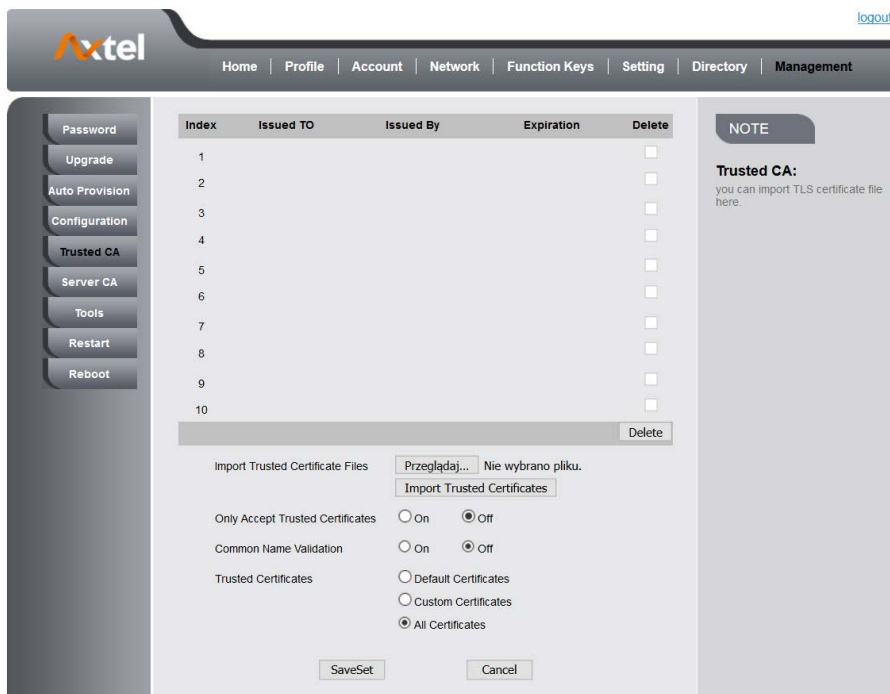 logout
Axtel
Home | Profile | Account | Network | Function Keys | Setting | Directory | Management
Password
Upgrade
Auto Provision
Configuration
Trusted CA
Server CA
Tools
Restart
Reboot
Index Issued TO Issued By Expiration Delete
1
2
3
4
5
6
7
8
9
10
Delete
Import Trusted Certificate Files Przeglądaj... Nie wybrano pliku.
Import Trusted Certificates
Only Accept Trusted Certificates On Off
Common Name Validation On Off
Trusted Certificates Default Certificates
Custom Certificates
All Certificates
SaveSet Cancel
NOTE
Trusted CA:
you can import TLS certificate file
here.